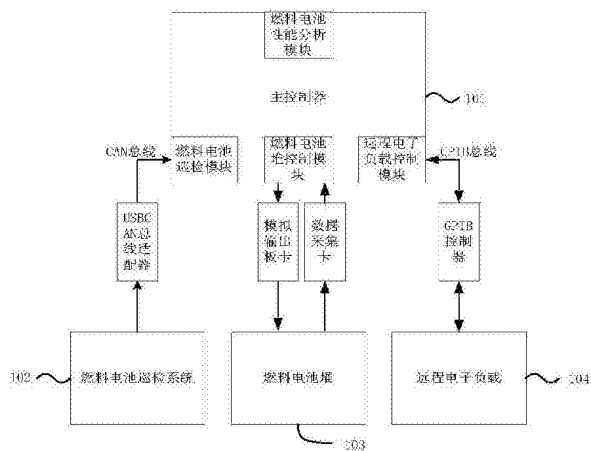 燃料电池
性能分析
模块
主控制器
101
CAN总线
燃料电池
巡检模块
燃料电池
堆控制模
块
远程电子
负载控制
模块
GPIB总线
USBC
AN总
线适
配器
模拟
输出
板卡
数据
采集
卡
GPIB
控制
器
102
燃料电池巡检系统
燃料电池堆
远程电子负载
104
103